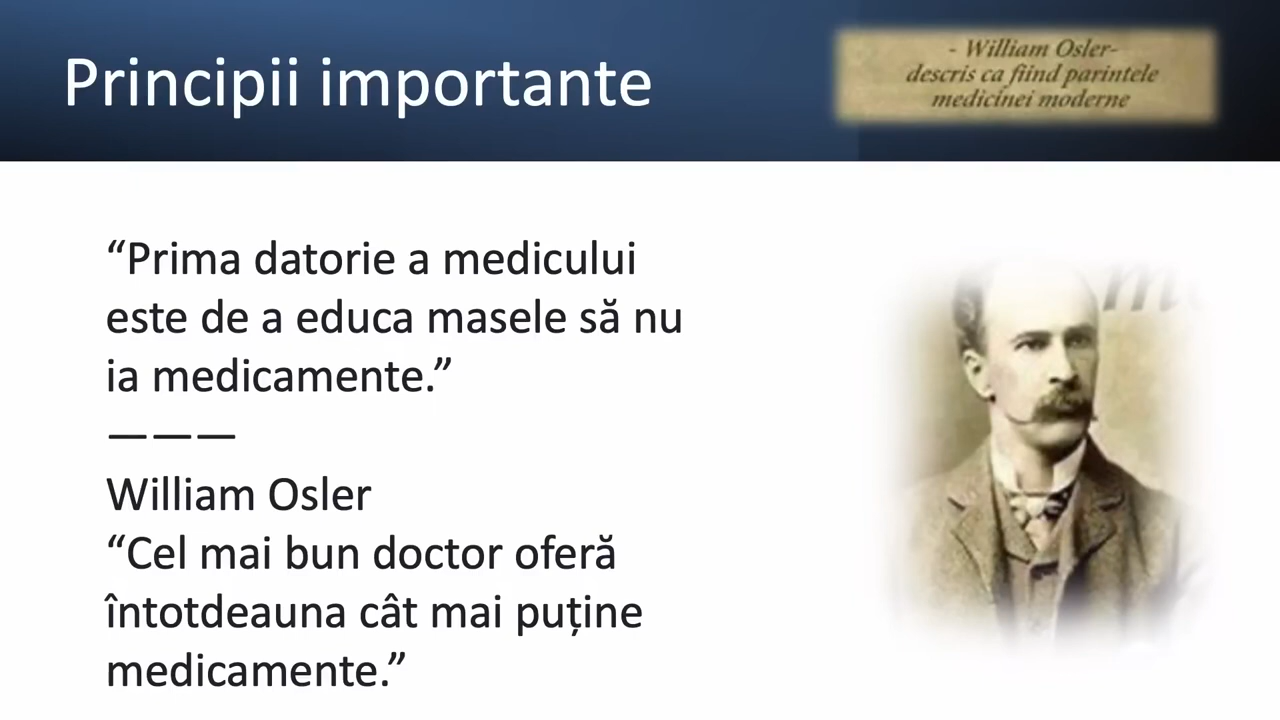 Principii importante
- William Osler-
descris ca fiind parintele
medicinei moderne
“Prima datorie a medicului
este de a educa masele să nu
ia medicamente.”
———
William Osler
“Cel mai bun doctor oferă
întotdeauna cât mai puține
medicamente.”